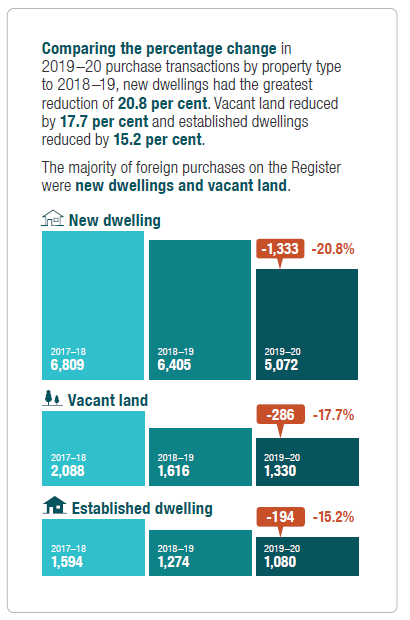 Comparing the percentage change in
2019–20 purchase transactions by property type
to 2018–19, new dwellings had the greatest
reduction of 20.8 per cent. Vacant land reduced
by 17.7 per cent and established dwellings
reduced by 15.2 per cent.
The majority of foreign purchases on the Register
were new dwellings and vacant land.
New dwelling
-1,333 -20.8%
2017–18 2018–19 2019–20
6,809 6,405 5,072
Vacant land
-286 -17.7%
2017–18 2018–19 2019–20
2,088 1,616 1,330
Established dwelling
-194 -15.2%
2017–18 2018–19 2019–20
1,594 1,274 1,080